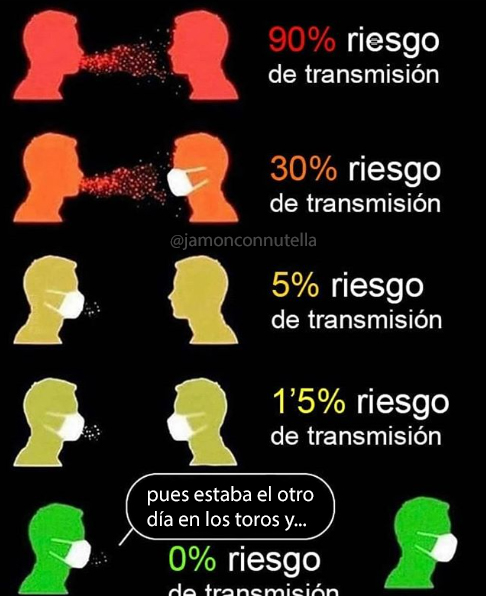 90% riesgo
de transmisión
30% riesgo
de transmisión
@jamonconnutella
5% riesgo
de transmisión
1'5% riesgo
de transmisión
pues estaba el otro
día en los toros y...
0% riesgo
de transmisión